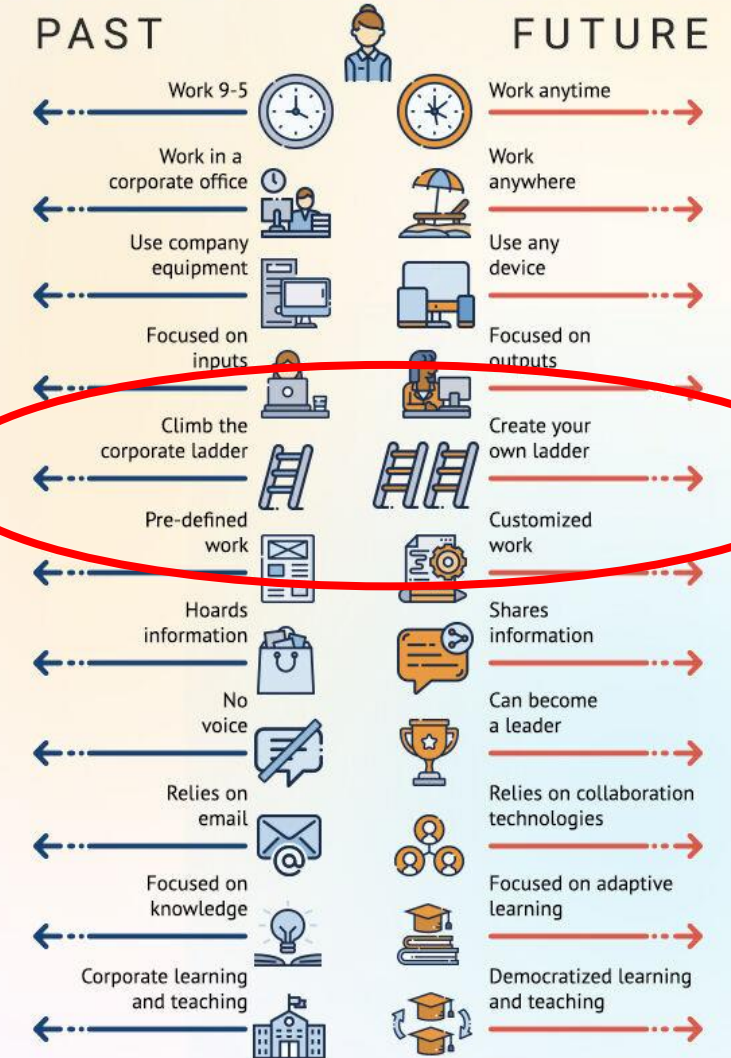 PAST
FUTURE
Work 9-5
Work anytime
Work in a
corporate office
Work
anywhere
Use company
equipment
Use any
device
Focused on
inputs
Focused on
outputs
Climb the
corporate ladder
Create your
own ladder
Pre-defined
work
Customized
work
Hoards
information
Shares
information
No
voice
Can become
a leader
Relies on
email
Relies on collaboration
technologies
Focused on
knowledge
Focused on adaptive
learning
Corporate learning
and teaching
Democratized learning
and teaching